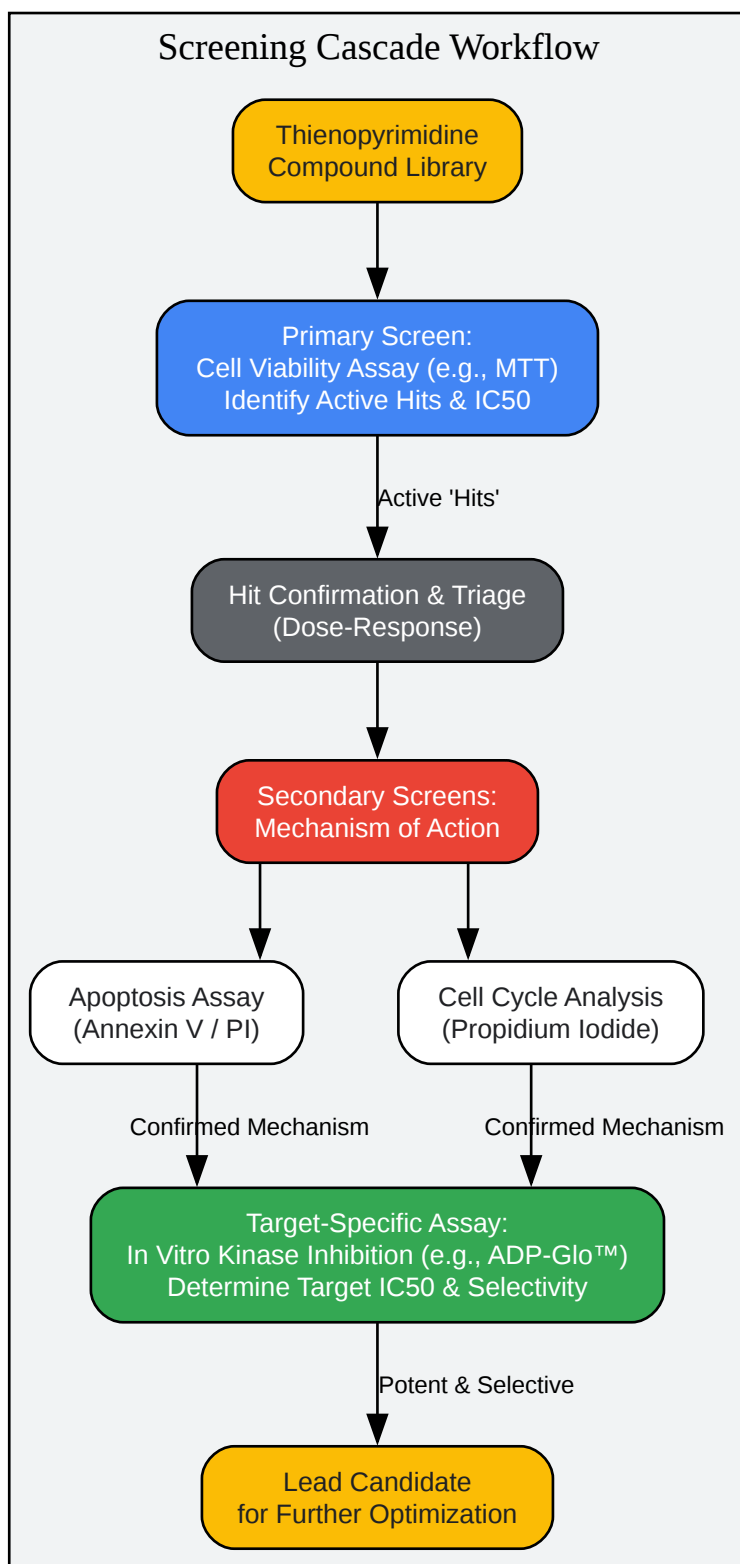 Screening Cascade Workflow
Thienopyrimidine
Compound Library
Primary Screen:
Cell Viability Assay (e.g., MTT)
Identify Active Hits & IC50
Active 'Hits'
Hit Confirmation & Triage
(Dose-Response)
Secondary Screens:
Mechanism of Action
Apoptosis Assay
(Annexin V / PI)
Cell Cycle Analysis
(Propidium Iodide)
Confirmed Mechanism
Confirmed Mechanism
Target-Specific Assay:
In Vitro Kinase Inhibition (e.g., ADP-Glo™)
Determine Target IC50 & Selectivity
Potent & Selective
Lead Candidate
for Further Optimization